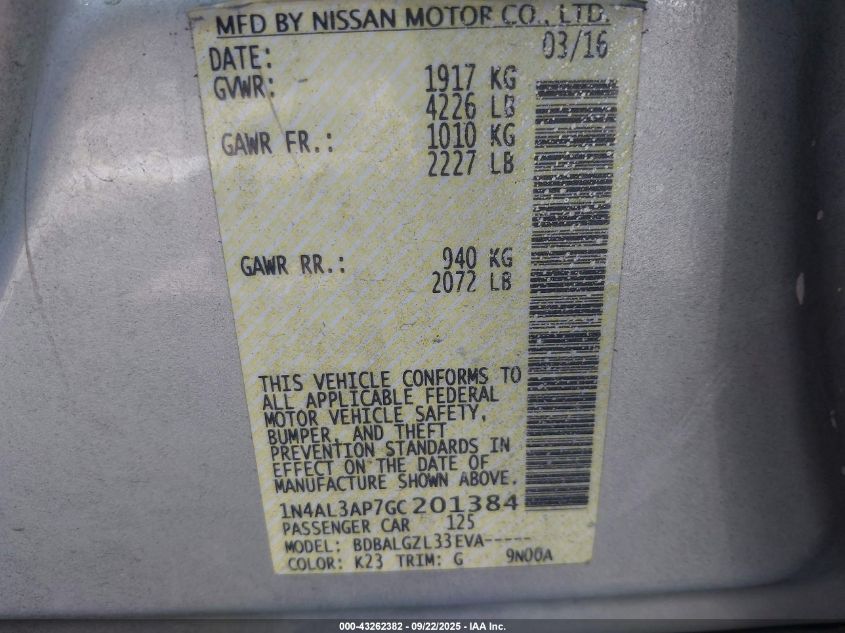 MFD BY NISSAN MOTOR CO., LTD.
DATE: 03/16
GVWR: 1917 KG
4226 LB
GAWR FR.: 1010 KG
2227 LB
GAWR RR.: 940 KG
2072 LB
THIS VEHICLE CONFORMS TO
ALL APPLICABLE FEDERAL
MOTOR VEHICLE SAFETY,
BUMPER, AND THEFT
PREVENTION STANDARDS IN
EFFECT ON THE DATE OF
MANUFACTURE SHOWN ABOVE.
1N4AL3AP7GC201384
PASSENGER CAR 125
MODEL: BDBALGZL33EVA-----
COLOR: K23 TRIM: G 9N00A
000-43262382 - 09/22/2025 - IAA Inc.